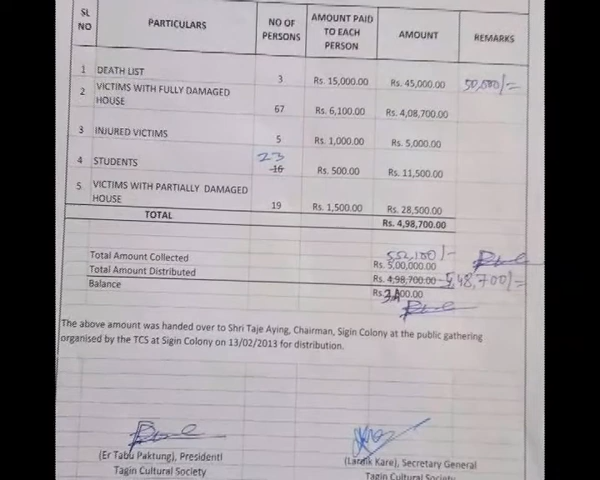 SL NO PARTICULARS NO OF PERSONS AMOUNT PAID TO EACH PERSON AMOUNT REMARKS
1 DEATH LIST 3 Rs. 15,000.00 Rs. 45,000.00 50,000/=
2 VICTIMS WITH FULLY DAMAGED HOUSE 67 Rs. 6,100.00 Rs. 4,08,700.00
3 INJURED VICTIMS 5 Rs. 1,000.00 Rs. 5,000.00
23
4 STUDENTS 16 Rs. 500.00 Rs. 11,500.00
5 VICTIMS WITH PARTIALLY DAMAGED HOUSE 19 Rs. 1,500.00 Rs. 28,500.00
TOTAL Rs. 4,98,700.00
552,100/-
Total Amount Collected Rs. 5,00,000.00
Total Amount Distributed Rs. 4,98,700.00 5,48,700/=
Balance Rs. 00.00
The above amount was handed over to Shri Taje Aying, Chairman, Sigin Colony at the public gathering
organised by the TCS at Sigin Colony on 13/02/2013 for distribution.
(Er Tabu Paktung), President
(Lardik Kare), Secretary General
Tagin Cultural Society
Tagin Cultural Society